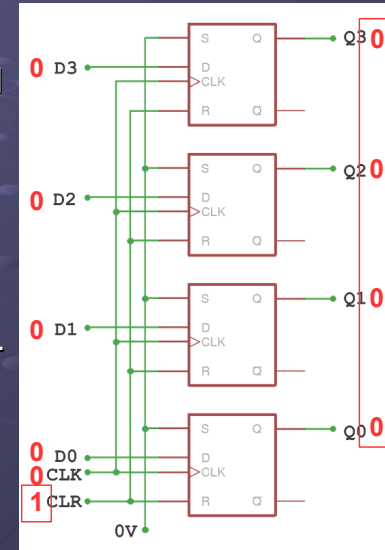 S Q Q3 0
0 D3 D
CLK
R Q̅
S Q Q2 0
0 D2 D
CLK
R Q̅
S Q Q1 0
0 D1 D
CLK
R Q̅
S Q Q0 0
0 D0 D
0 CLK CLK
1 CLR R Q̅
0V